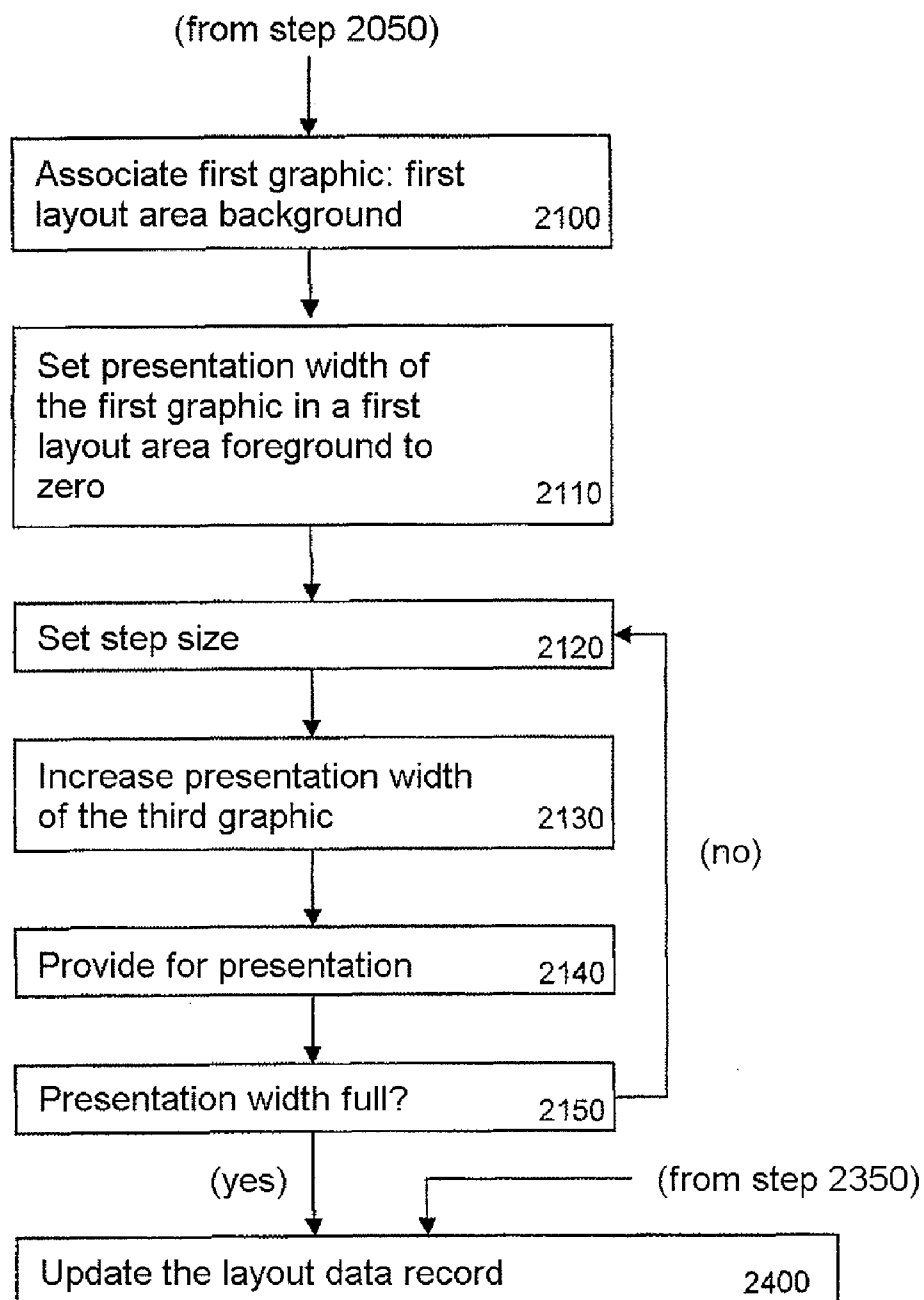 (from step 2050)
Associate first graphic: first
layout area background 2100
Set presentation width of
the first graphic in a first
layout area foreground to
zero 2110
Set step size 2120
Increase presentation width
of the third graphic 2130
(no)
Provide for presentation 2140
Presentation width full? 2150
(yes)
(from step 2350)
Update the layout data record 2400